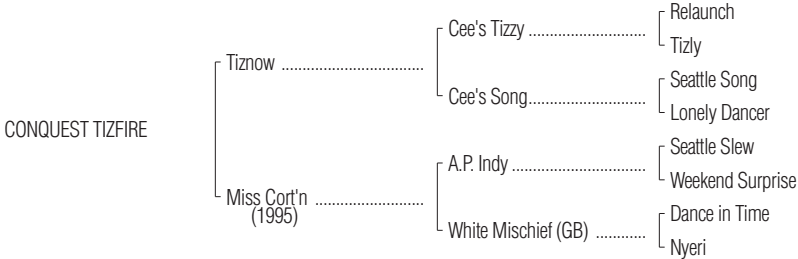 Relaunch
Cee's Tizzy ..............................
Tizly
Tiznow ....................................
Seattle Song
Cee's Song..............................
Lonely Dancer
CONQUEST TIZFIRE
Seattle Slew
A.P. Indy ..................................
Weekend Surprise
Miss Cort'n ............................
(1995)
Dance in Time
White Mischief (GB) .............
Nyeri